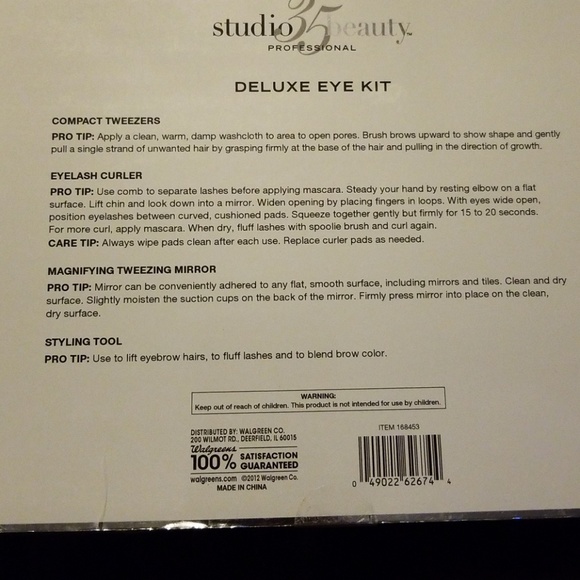 studio 35 beauty™
PROFESSIONAL
DELUXE EYE KIT
COMPACT TWEEZERS
PRO TIP: Apply a clean, warm, damp washcloth to area to open pores. Brush brows upward to show shape and gently
pull a single strand of unwanted hair by grasping firmly at the base of the hair and pulling in the direction of growth.
EYELASH CURLER
PRO TIP: Use comb to separate lashes before applying mascara. Steady your hand by resting elbow on a flat
surface. Lift chin and look down into a mirror. Widen opening by placing fingers in loops. With eyes wide open,
position eyelashes between curved, cushioned pads. Squeeze together gently but firmly for 15 to 20 seconds.
For more curl, apply mascara. When dry, fluff lashes with spoolie brush and curl again.
CARE TIP: Always wipe pads clean after each use. Replace curler pads as needed.
MAGNIFYING TWEEZING MIRROR
PRO TIP: Mirror can be conveniently adhered to any flat, smooth surface, including mirrors and tiles. Clean and dry
surface. Slightly moisten the suction cups on the back of the mirror. Firmly press mirror into place on the clean,
dry surface.
STYLING TOOL
PRO TIP: Use to lift eyebrow hairs, to fluff lashes and to blend brow color.
WARNING:
Keep out of reach of children. This product is not intended for use by children.
DISTRIBUTED BY: WALGREEN CO.
200 WILMOT RD., DEERFIELD, IL 60015
Walgreens
100% SATISFACTION
GUARANTEED
walgreens.com ©2012 Walgreen Co.
MADE IN CHINA
ITEM 168453
0 49022 62674 4